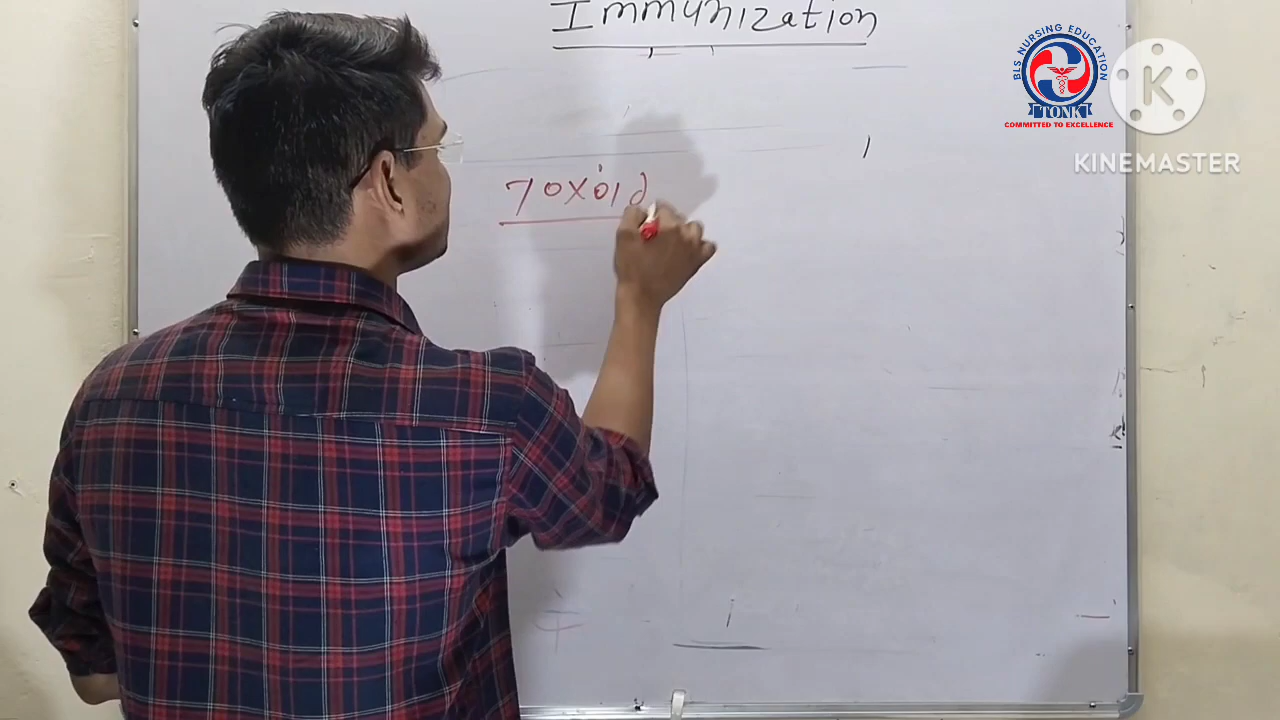 Immunization
Toxoid
BLS NURSING EDUCATION
TONK
COMMITTED TO EXCELLENCE
K
KINEMASTER